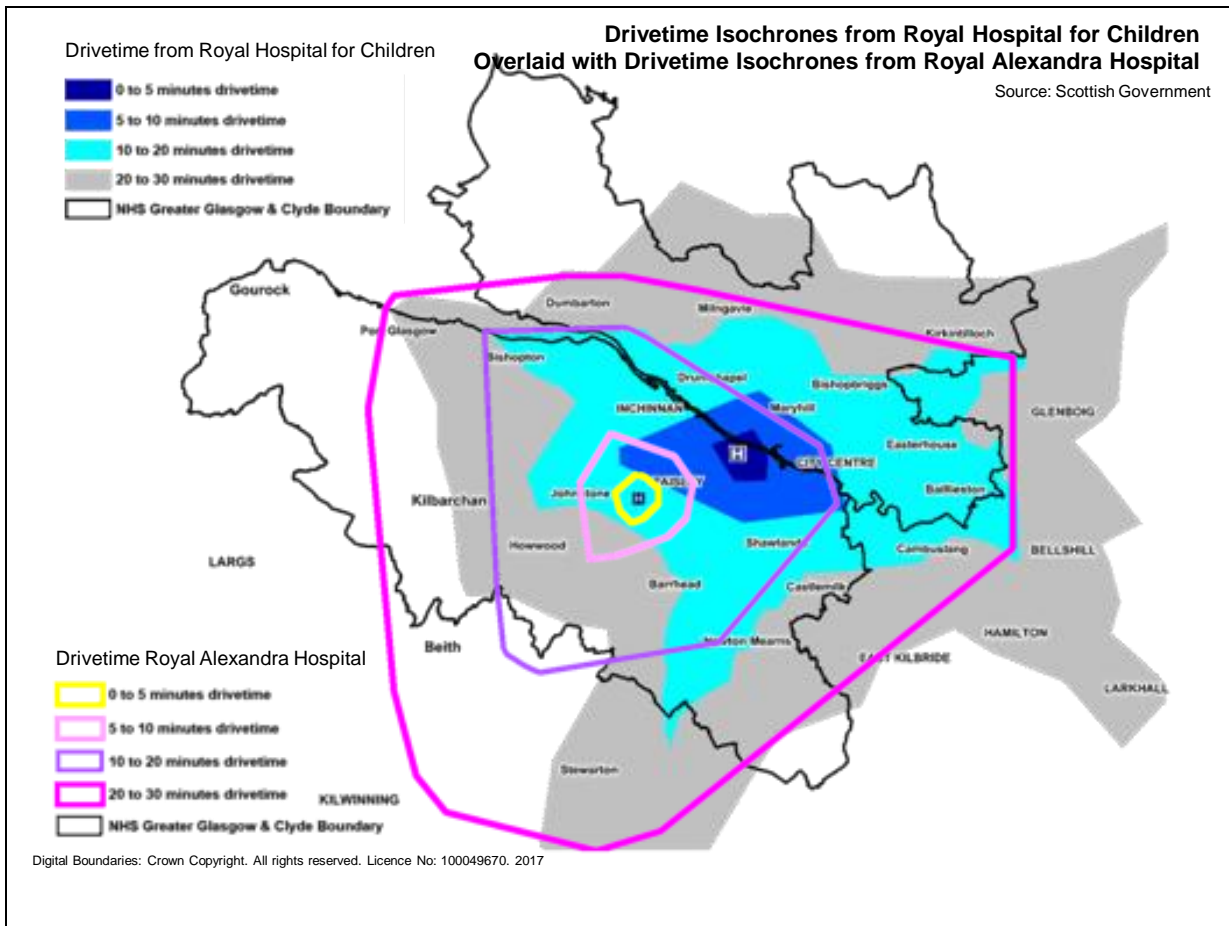 Drivetime Isochrones from Royal Hospital for Children
Overlaid with Drivetime Isochrones from Royal Alexandra Hospital
Source: Scottish Government
Drivetime from Royal Hospital for Children
0 to 5 minutes drivetime
5 to 10 minutes drivetime
10 to 20 minutes drivetime
20 to 30 minutes drivetime
NHS Greater Glasgow & Clyde Boundary
Gourock
Port Glasgow
Dumbarton
Milngavie
Kirkintilloch
Bishopton
Drumchapel
Bishopbriggs
INCHINNAN
Maryhill
GLENBOIG
H
CITY CENTRE
Easterhouse
Kilbarchan
Johnstone
H
PAISLEY
Baillieston
Howwood
Shawlands
Cambuslang
BELLSHILL
LARGS
Barrhead
Castlemilk
Beith
Newton Mearns
HAMILTON
EAST KILBRIDE
LARKHALL
Stewarton
KILWINNING
Drivetime Royal Alexandra Hospital
0 to 5 minutes drivetime
5 to 10 minutes drivetime
10 to 20 minutes drivetime
20 to 30 minutes drivetime
NHS Greater Glasgow & Clyde Boundary
Digital Boundaries: Crown Copyright. All rights reserved. Licence No: 100049670. 2017